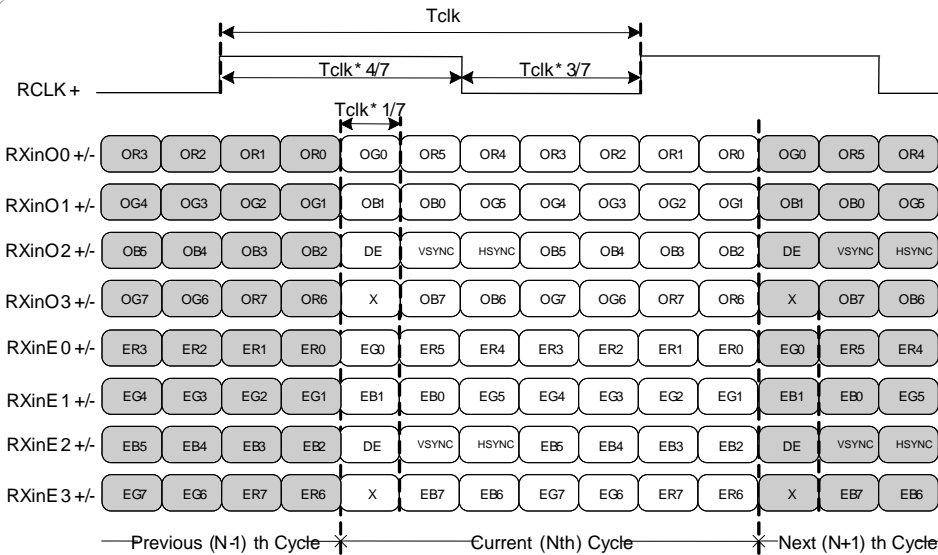 Tclk
Tclk* 4/7 Tclk* 3/7
RCLK +
Tclk* 1/7
RXinO0 +/- OR3 OR2 OR1 OR0 OG0 OR5 OR4 OR3 OR2 OR1 OR0 OG0 OR5 OR4
RXinO1 +/- OG4 OG3 OG2 OG1 OB1 OB0 OG5 OG4 OG3 OG2 OG1 OB1 OB0 OG5
RXinO2 +/- OB5 OB4 OB3 OB2 DE VSYNC HSYNC OB5 OB4 OB3 OB2 DE VSYNC HSYNC
RXinO3 +/- OG7 OG6 OR7 OR6 X OB7 OB6 OG7 OG6 OR7 OR6 X OB7 OB6
RXinE0 +/- ER3 ER2 ER1 ER0 EG0 ER5 ER4 ER3 ER2 ER1 ER0 EG0 ER5 ER4
RXinE1 +/- EG4 EG3 EG2 EG1 EB1 EB0 EG5 EG4 EG3 EG2 EG1 EB1 EB0 EG5
RXinE2 +/- EB5 EB4 EB3 EB2 DE VSYNC HSYNC EB5 EB4 EB3 EB2 DE VSYNC HSYNC
RXinE3 +/- EG7 EG6 ER7 ER6 X EB7 EB6 EG7 EG6 ER7 ER6 X EB7 EB6
Previous (N-1) th Cycle Current (Nth) Cycle Next (N+1) th Cycle